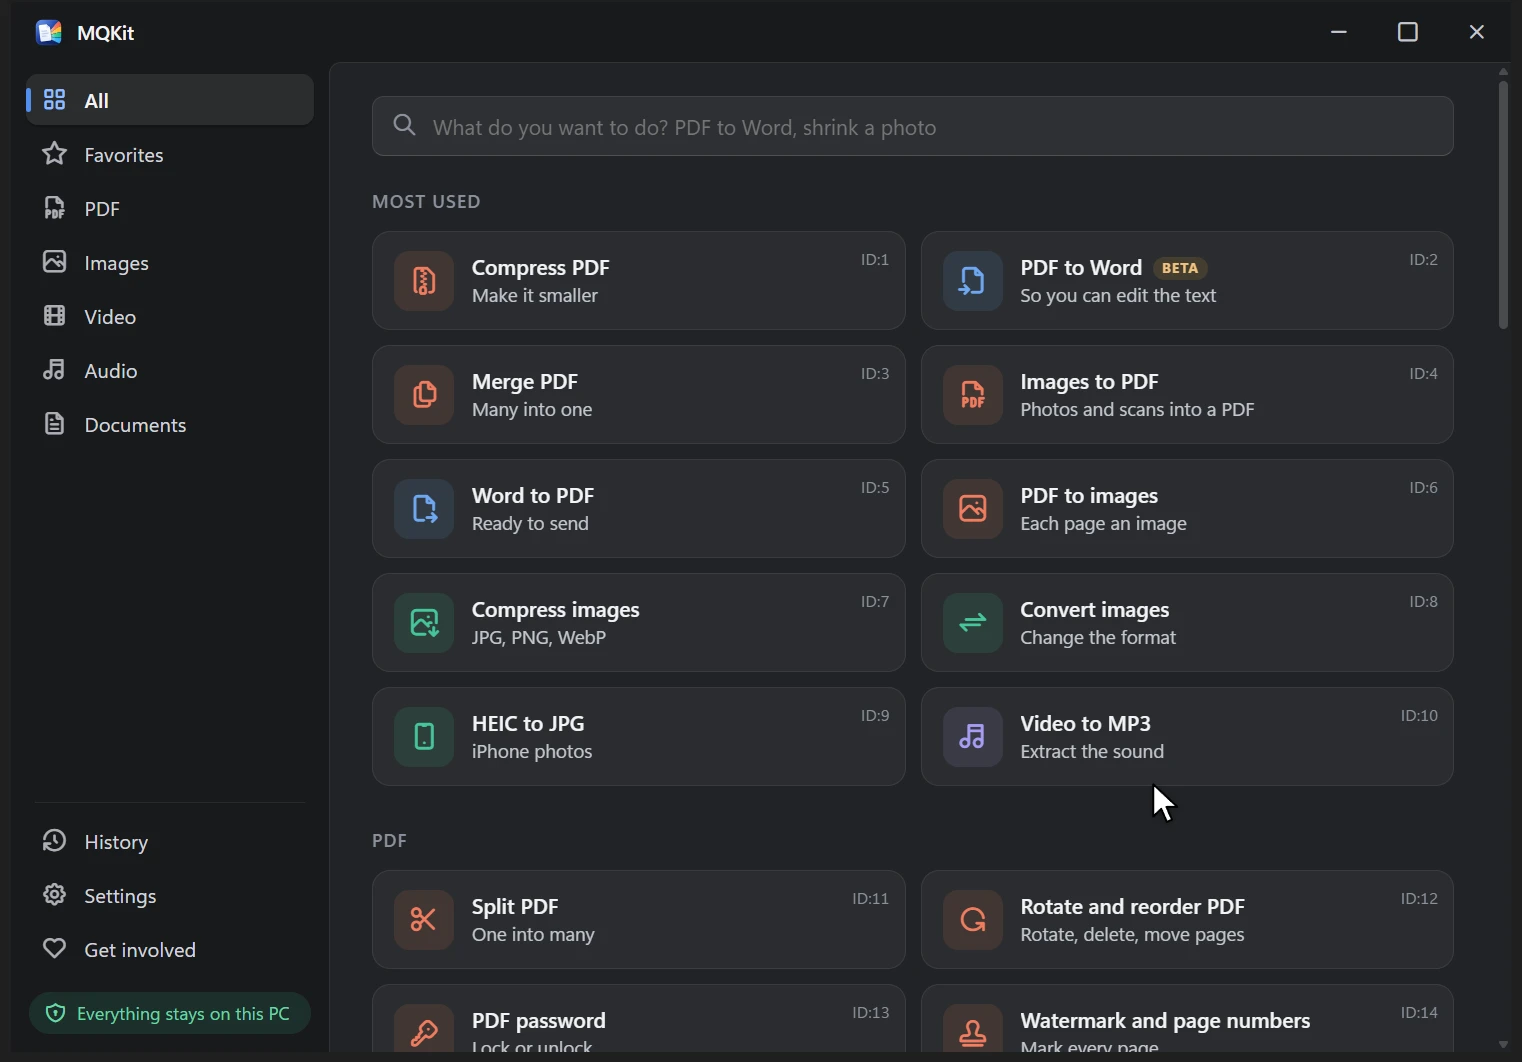 MQKit
All
Favorites
PDF
Images
Video
Audio
Documents
History
Settings
Get involved
Everything stays on this PC
What do you want to do? PDF to Word, shrink a photo
MOST USED
Compress PDF
Make it smaller
ID:1
PDF to Word BETA
So you can edit the text
ID:2
Merge PDF
Many into one
ID:3
Images to PDF
Photos and scans into a PDF
ID:4
Word to PDF
Ready to send
ID:5
PDF to images
Each page an image
ID:6
Compress images
JPG, PNG, WebP
ID:7
Convert images
Change the format
ID:8
HEIC to JPG
iPhone photos
ID:9
Video to MP3
Extract the sound
ID:10
PDF
Split PDF
One into many
ID:11
Rotate and reorder PDF
Rotate, delete, move pages
ID:12
PDF password
Lock or unlock
ID:13
Watermark and page numbers
Mark every page
ID:14